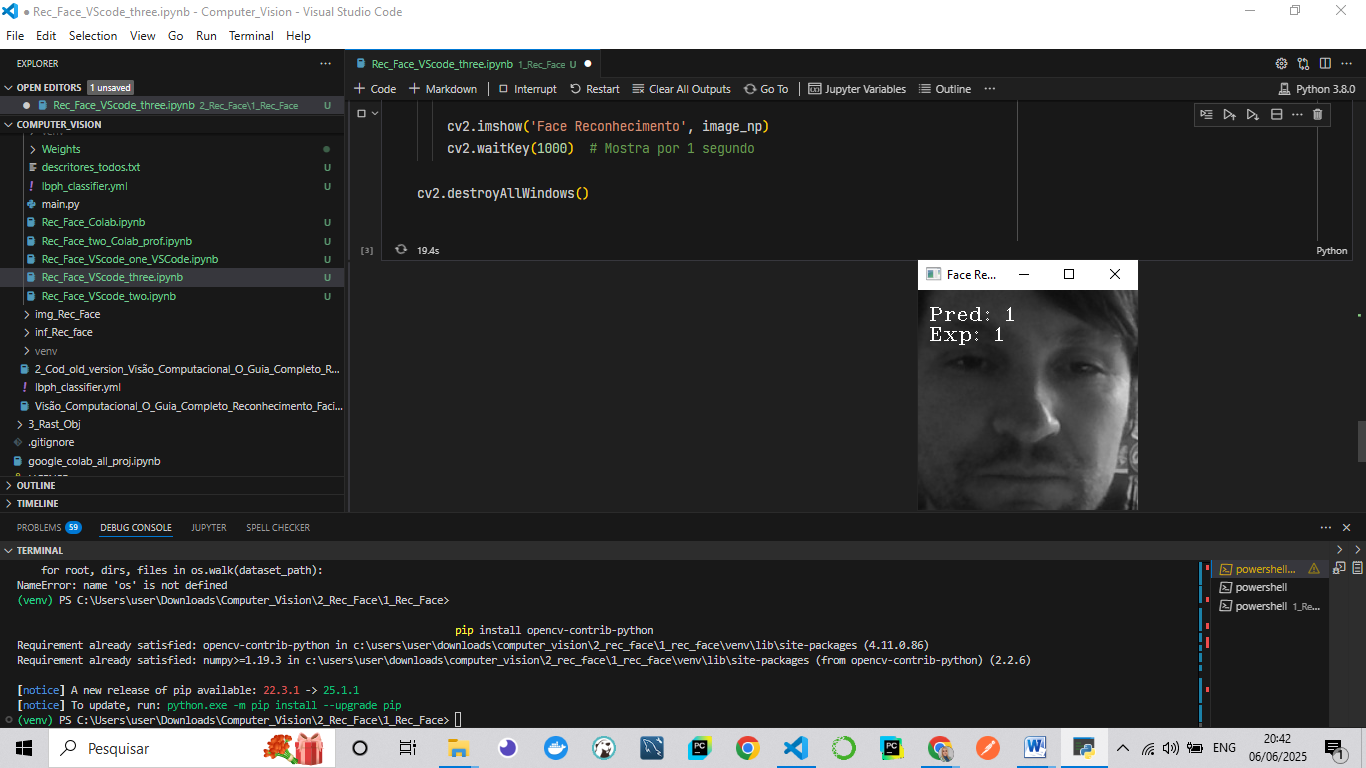 Rec_Face_VScode_three.ipynb - Computer_Vision - Visual Studio Code
File Edit Selection View Go Run Terminal Help
EXPLORER
OPEN EDITORS 1 unsaved
Rec_Face_VScode_three.ipynb 2_Rec_Face\1_Rec_Face U
COMPUTER_VISION
Weights
descritores_todos.txt U
! lbph_classifier.yml U
main.py
Rec_Face_Colab.ipynb U
Rec_Face_two_Colab_prof.ipynb U
Rec_Face_VScode_one_VSCode.ipynb U
Rec_Face_VScode_three.ipynb U
Rec_Face_VScode_two.ipynb U
img_Rec_Face
inf_Rec_face
venv
2_Cod_old_version_Visão_Computacional_O_Guia_Completo_R...
! lbph_classifier.yml
Visão_Computacional_O_Guia_Completo_Reconhecimento_Faci...
3_Rast_Obj
.gitignore
google_colab_all_proj.ipynb
OUTLINE
TIMELINE
Rec_Face_VScode_three.ipynb 1_Rec_Face U
+ Code + Markdown Interrupt Restart Clear All Outputs Go To Jupyter Variables Outline ... Python 3.8.0
cv2.imshow('Face Reconhecimento', image_np)
cv2.waitKey(1000) # Mostra por 1 segundo
cv2.destroyAllWindows()
[3] 19.4s Python
Face Re...
Pred: 1
Exp: 1
PROBLEMS 59 DEBUG CONSOLE JUPYTER SPELL CHECKER
TERMINAL
for root, dirs, files in os.walk(dataset_path):
NameError: name 'os' is not defined
(venv) PS C:\Users\user\Downloads\Computer_Vision\2_Rec_Face\1_Rec_Face>
pip install opencv-contrib-python
Requirement already satisfied: opencv-contrib-python in c:\users\user\downloads\computer_vision\2_rec_face\1_rec_face\venv\lib\site-packages (4.11.0.86)
Requirement already satisfied: numpy>=1.19.3 in c:\users\user\downloads\computer_vision\2_rec_face\1_rec_face\venv\lib\site-packages (from opencv-contrib-python) (2.2.6)
[notice] A new release of pip available: 22.3.1 -> 25.1.1
[notice] To update, run: python.exe -m pip install --upgrade pip
(venv) PS C:\Users\user\Downloads\Computer_Vision\2_Rec_Face\1_Rec_Face>
powershell...
powershell
powershell 1_Re...
Pesquisar
PC
PC
ENG
20:42
06/06/2025
1